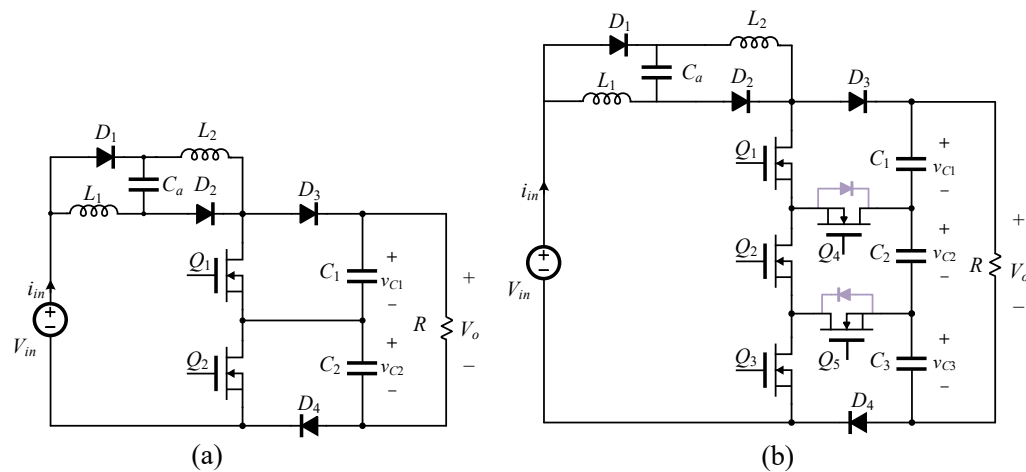 D1
L2
L1
Ca
D2
D3
iin
Vin
Q1
Q2
C1
+
vC1
−
C2
+
vC2
−
R
+
Vo
−
D4
(a)
D1
L2
L1
Ca
D2
D3
iin
Vin
Q1
Q2
Q3
Q4
Q5
C1
+
vC1
−
C2
+
vC2
−
C3
+
vC3
−
R
+
Vo
−
D4
(b)